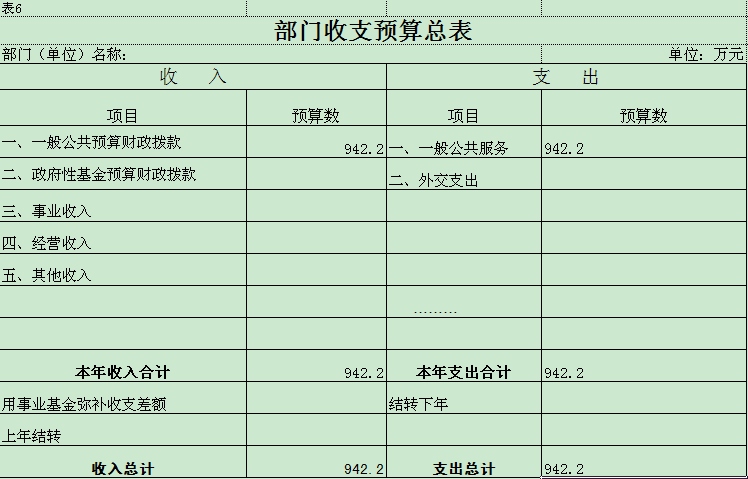 表6
部门收支预算总表
部门（单位）名称： 单位：万元
收 入 支 出
项目 预算数 项目 预算数
一、一般公共预算财政拨款 942.2 一、一般公共服务 942.2
二、政府性基金预算财政拨款 二、外交支出
三、事业收入
四、经营收入
五、其他收入
………
本年收入合计 942.2 本年支出合计 942.2
用事业基金弥补收支差额 结转下年
上年结转
收入总计 942.2 支出总计 942.2